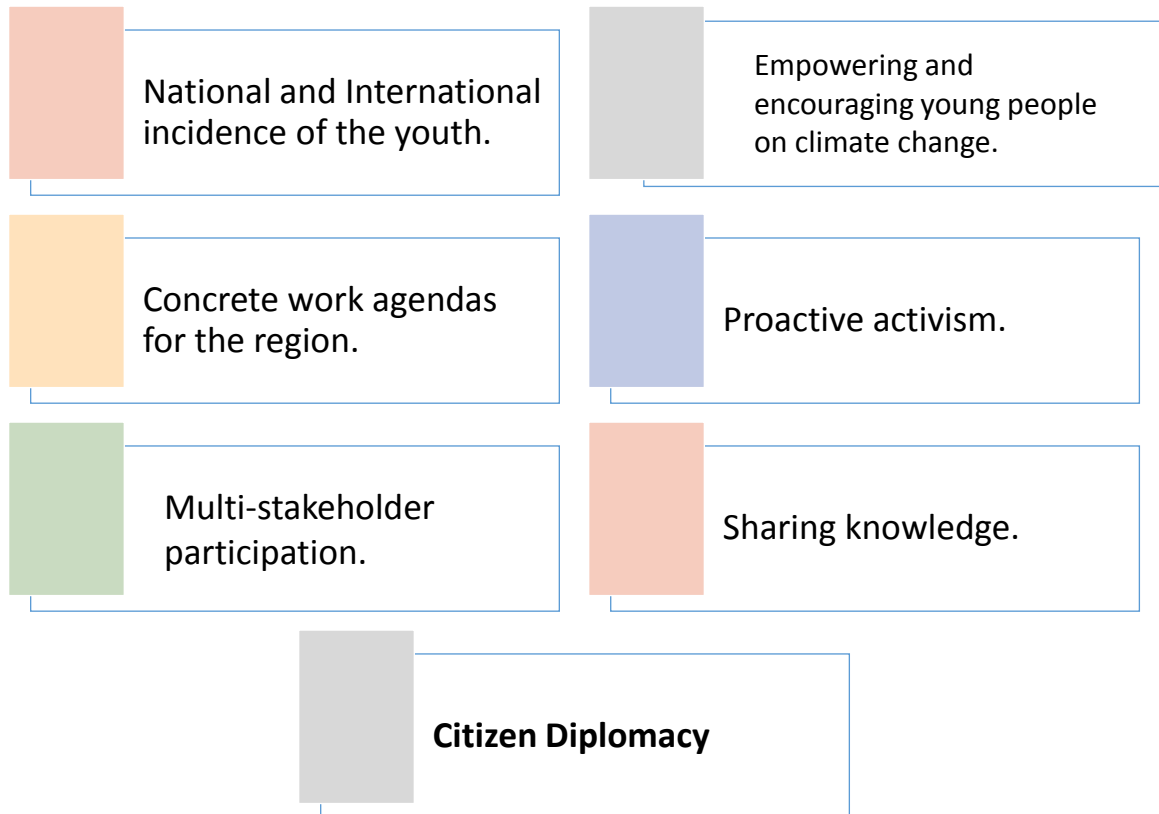 National and International
incidence of the youth.
Empowering and
encouraging young people
on climate change.
Concrete work agendas
for the region.
Proactive activism.
Multi-stakeholder
participation.
Sharing knowledge.
Citizen Diplomacy